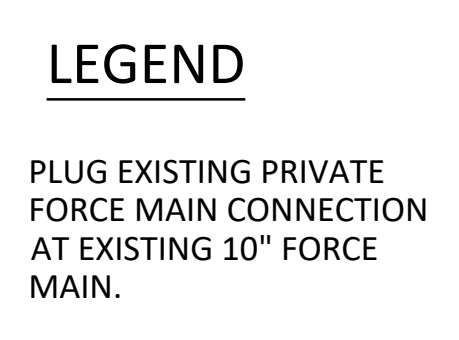 LEGEND
PLUG EXISTING PRIVATE
FORCE MAIN CONNECTION
AT EXISTING 10" FORCE
MAIN.